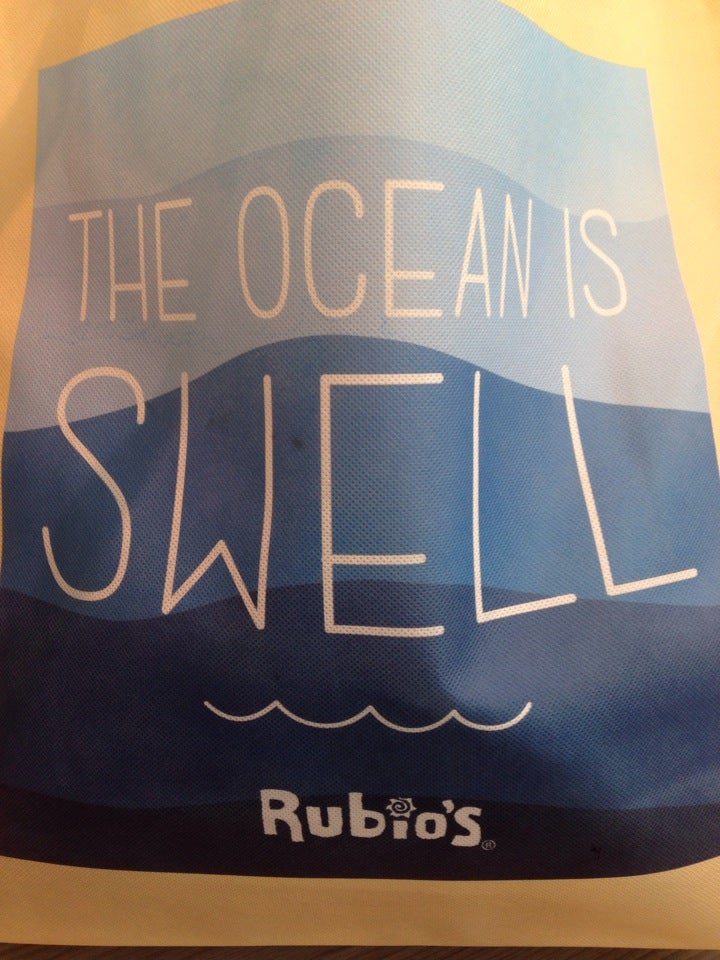 THE OCEAN IS
SWELL
Rubio's®